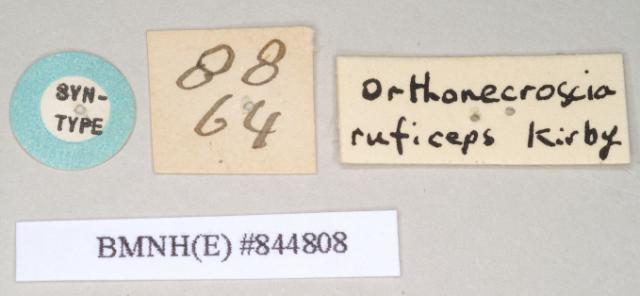 SYN-
TYPE
88
64
Orthonecroscia
ruficeps Kirby
BMNH(E) #844808